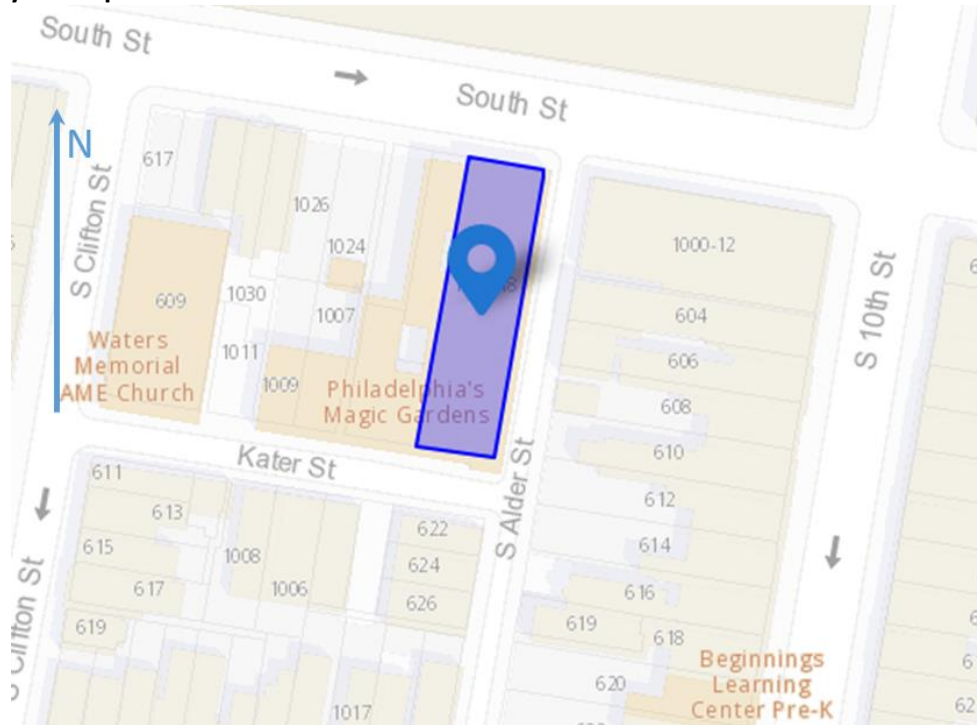 South St
South St
N
S Clifton St
617
1026
1024
1000-12
S 10th St
609
1030
1007
604
Waters
Memorial
AME Church
1011
606
1009
Philadelphia's
Magic Gardens
608
610
Kater St
S Alder St
611
612
613
622
614
615
1008
624
617
1006
616
626
619
619
618
S Clifton St
Beginnings
Learning
Center Pre-K
620
1017